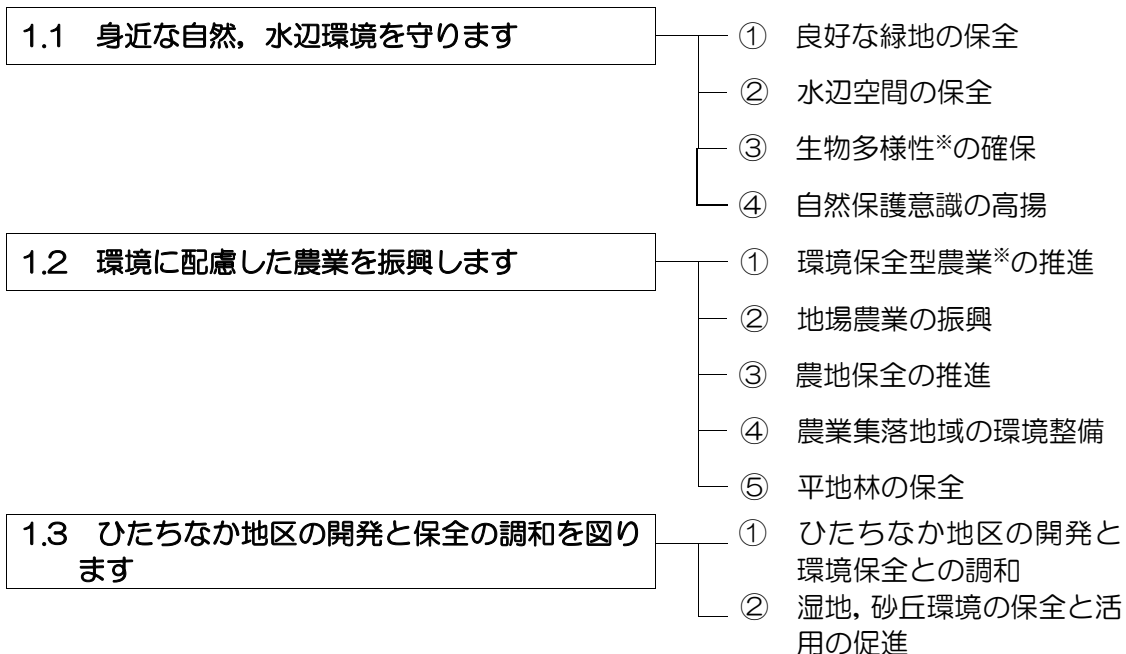 1.1 身近な自然，水辺環境を守ります
① 良好な緑地の保全
② 水辺空間の保全
③ 生物多様性※の確保
④ 自然保護意識の高揚
1.2 環境に配慮した農業を振興します
① 環境保全型農業※の推進
② 地場農業の振興
③ 農地保全の推進
④ 農業集落地域の環境整備
⑤ 平地林の保全
1.3 ひたちなか地区の開発と保全の調和を図り
ます
① ひたちなか地区の開発と
環境保全との調和
② 湿地，砂丘環境の保全と活
用の促進